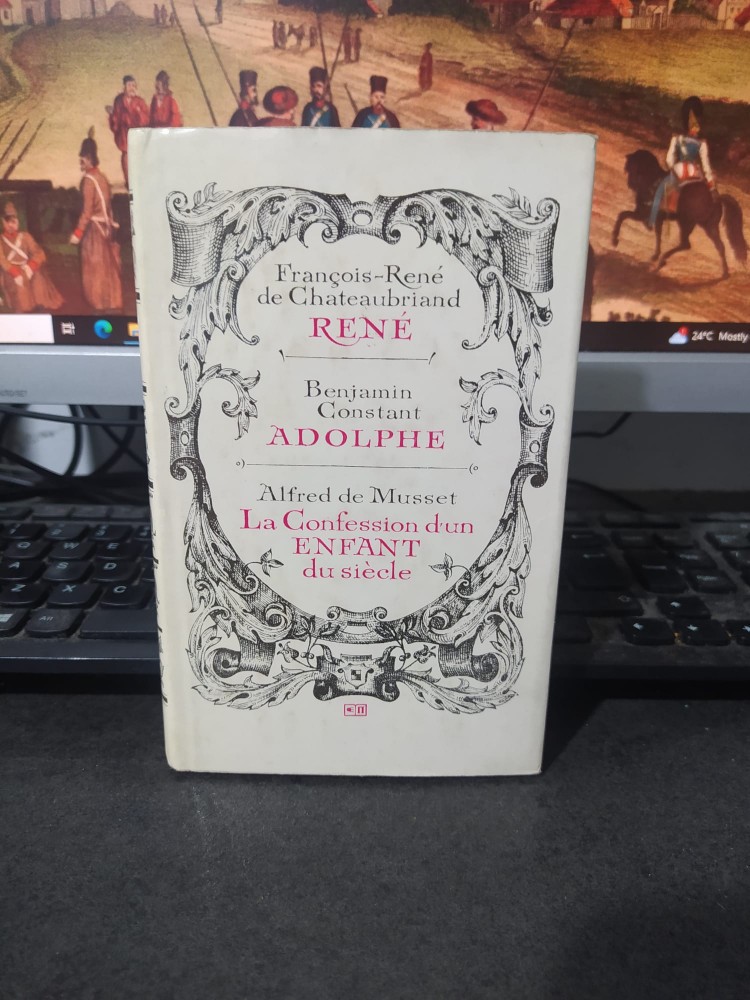 François-René
de Chateaubriand
RENÉ
Benjamin
Constant
ADOLPHE
Alfred de Musset
La Confession d'un
ENFANT
du siècle
24°C Mostly
Q
W
E
A
S
D
Z
X
C
Alt